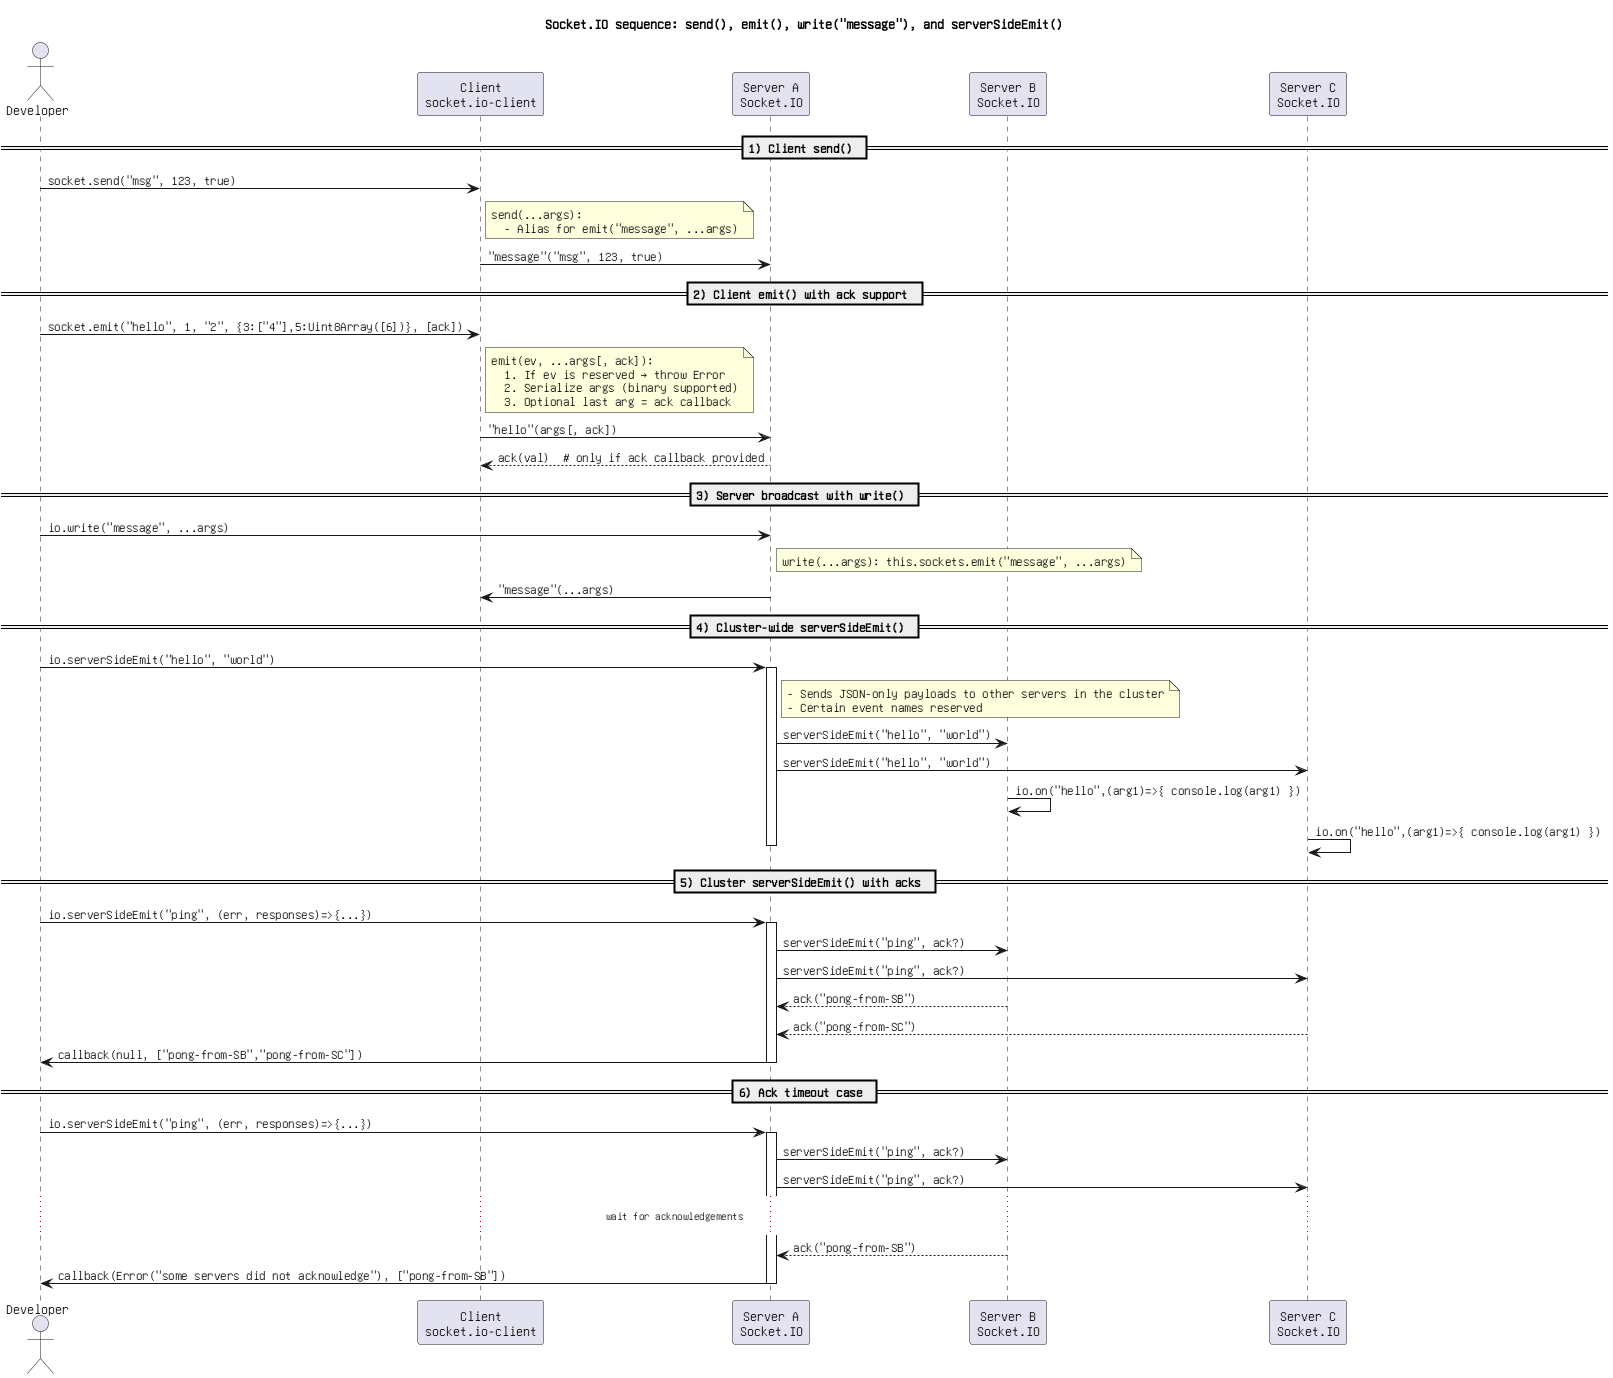 Socket.IO sequence: send(), emit(), write("message"), and serverSideEmit()
Developer
Client
socket.io-client
Server A
Socket.IO
Server B
Socket.IO
Server C
Socket.IO
1) Client send()
socket.send("msg", 123, true)
send(...args):
- Alias for emit("message", ...args)
"message"("msg", 123, true)
2) Client emit() with ack support
socket.emit("hello", 1, "2", {3:["4"],5:Uint8Array([6])}, [ack])
emit(ev, ...args[, ack]):
1. If ev is reserved → throw Error
2. Serialize args (binary supported)
3. Optional last arg = ack callback
"hello"(args[, ack])
ack(val)  # only if ack callback provided
3) Server broadcast with write()
io.write("message", ...args)
write(...args): this.sockets.emit("message", ...args)
"message"(...args)
4) Cluster-wide serverSideEmit()
io.serverSideEmit("hello", "world")
- Sends JSON-only payloads to other servers in the cluster
- Certain event names reserved
serverSideEmit("hello", "world")
serverSideEmit("hello", "world")
io.on("hello",(arg1)=>{ console.log(arg1) })
io.on("hello",(arg1)=>{ console.log(arg1) })
5) Cluster serverSideEmit() with acks
io.serverSideEmit("ping", (err, responses)=>{...})
serverSideEmit("ping", ack?)
serverSideEmit("ping", ack?)
ack("pong-from-SB")
ack("pong-from-SC")
callback(null, ["pong-from-SB","pong-from-SC"])
6) Ack timeout case
io.serverSideEmit("ping", (err, responses)=>{...})
serverSideEmit("ping", ack?)
serverSideEmit("ping", ack?)
wait for acknowledgements
ack("pong-from-SB")
callback(Error("some servers did not acknowledge"), ["pong-from-SB"])
Developer
Client
socket.io-client
Server A
Socket.IO
Server B
Socket.IO
Server C
Socket.IO